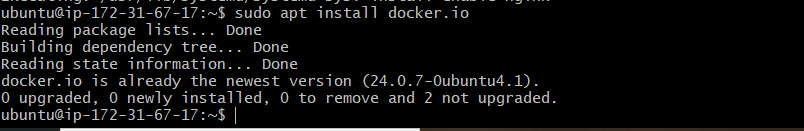 ubuntu@ip-172-31-67-17:~$ sudo apt install docker.io
Reading package lists... Done
Building dependency tree... Done
Reading state information... Done
docker.io is already the newest version (24.0.7-0ubuntu4.1).
0 upgraded, 0 newly installed, 0 to remove and 2 not upgraded.
ubuntu@ip-172-31-67-17:~$